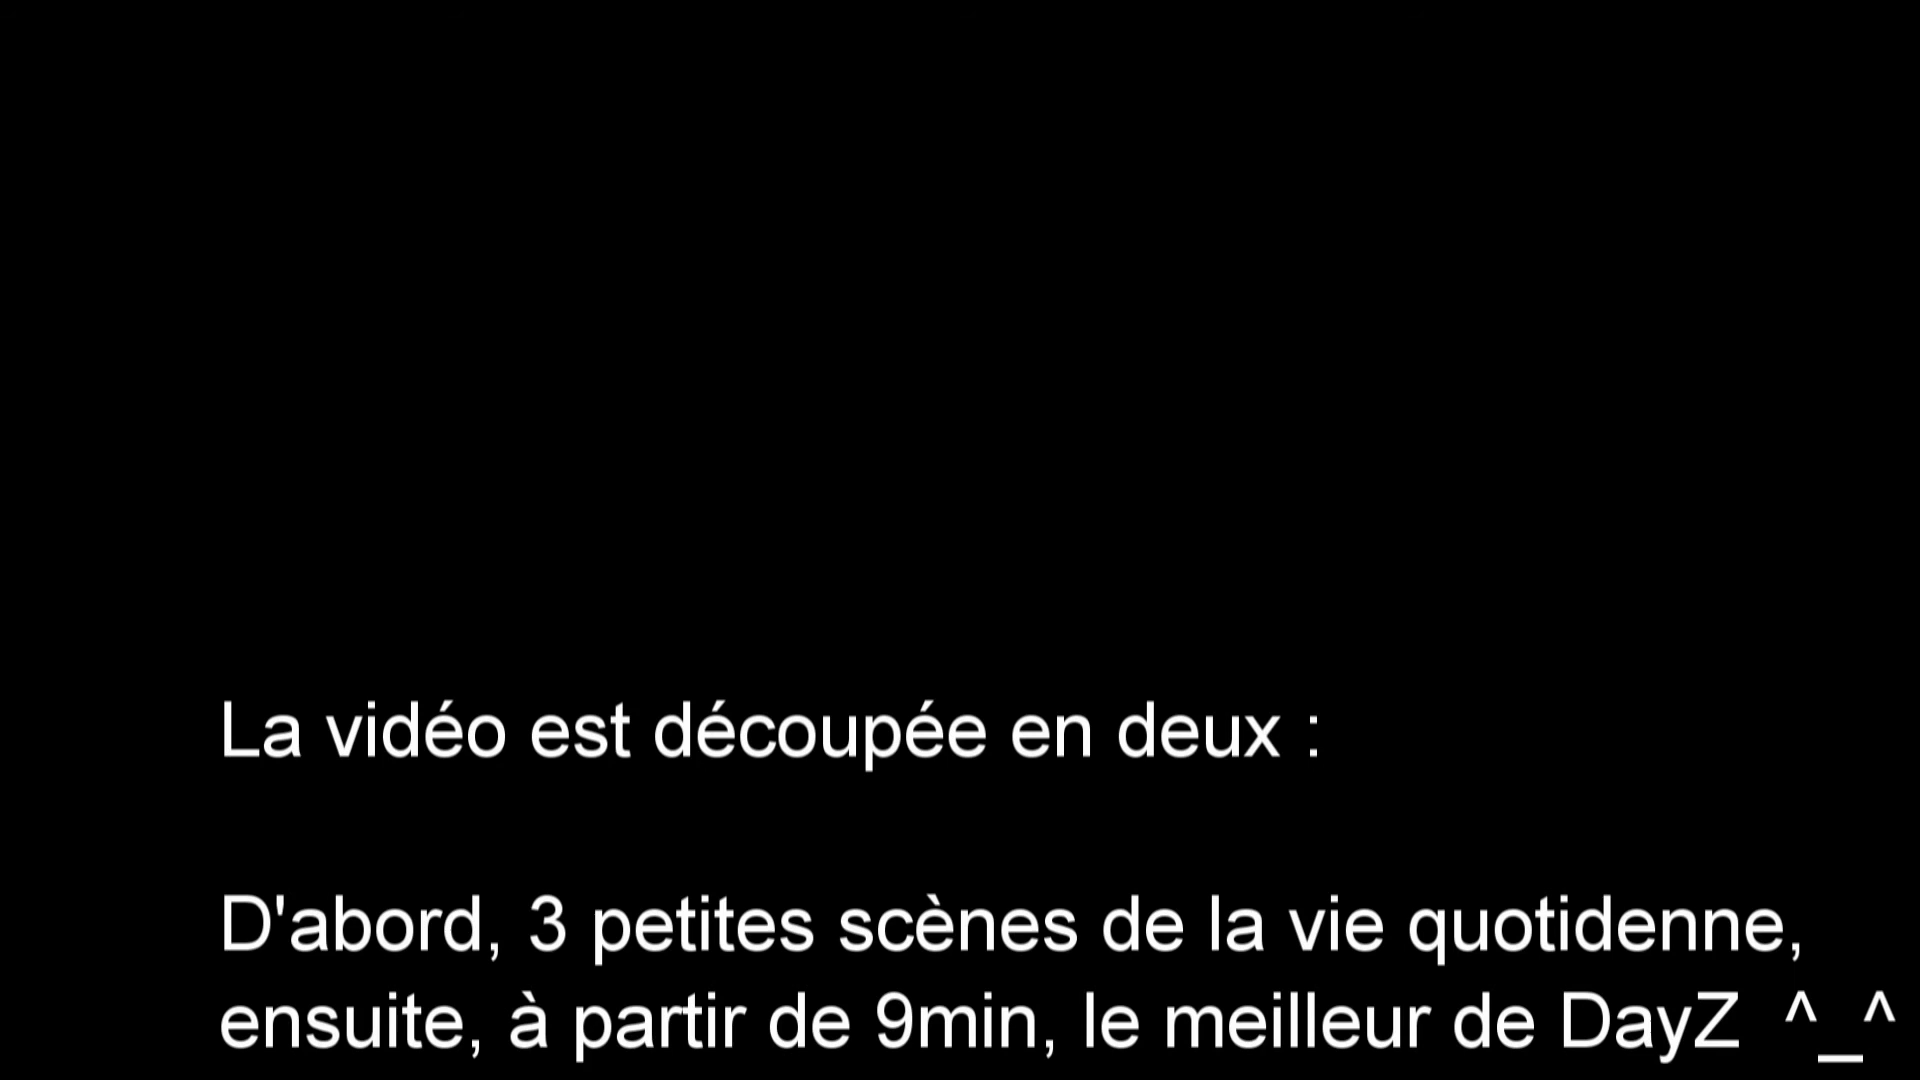 La vidéo est découpée en deux :
D'abord, 3 petites scènes de la vie quotidenne,
ensuite, à partir de 9min, le meilleur de DayZ ^_^